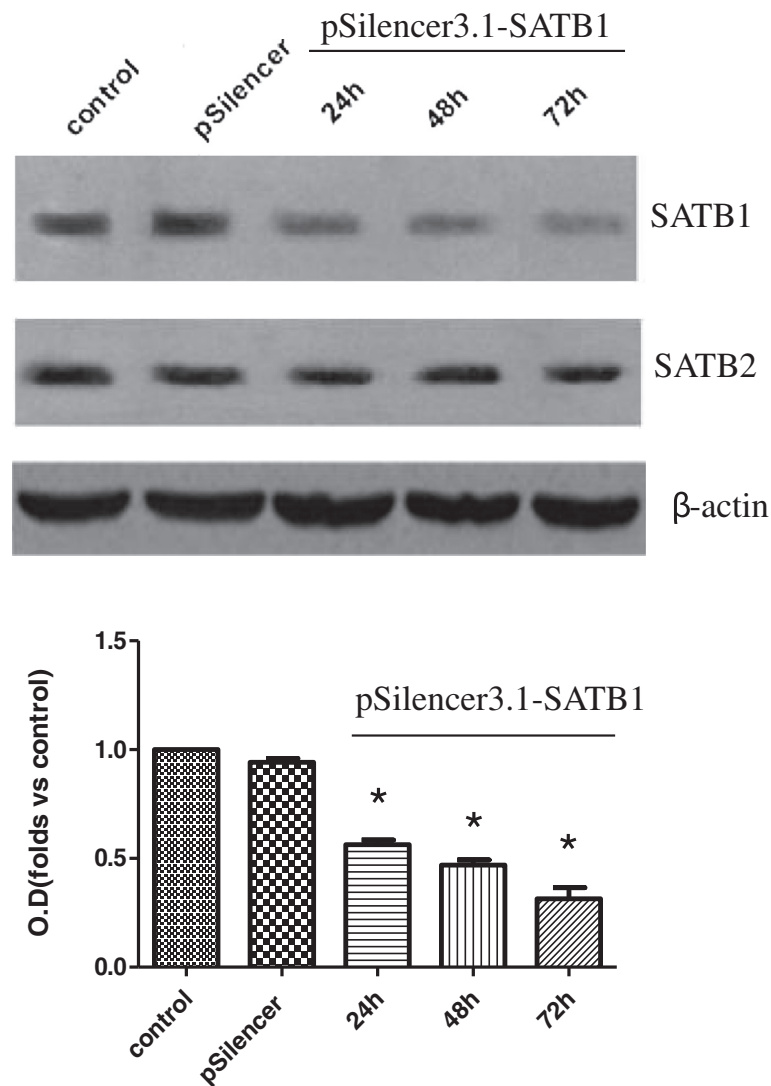 pSilencer3.1-SATB1
control pSilencer 24h 48h 72h
SATB1
SATB2
β-actin
1.5
pSilencer3.1-SATB1
1.0
* * *
0.5
0.0
O.D(folds vs control)
control pSilencer 24h 48h 72h